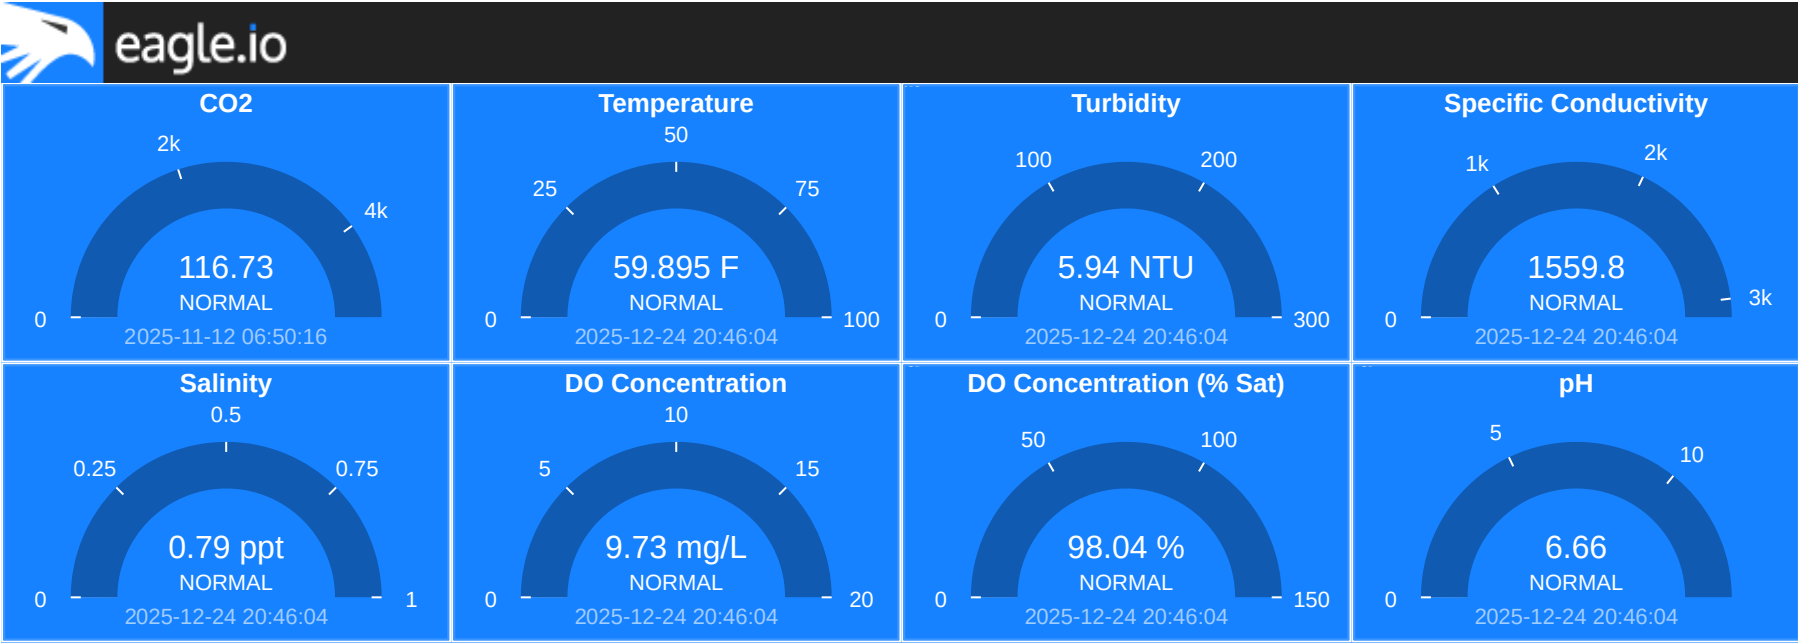 eagle.io
CO2
2k
4k
0
116.73
NORMAL
2025-11-12 06:50:16
Temperature
50
25
75
0
100
59.895 F
NORMAL
2025-12-24 20:46:04
Turbidity
100
200
0
300
5.94 NTU
NORMAL
2025-12-24 20:46:04
Specific Conductivity
1k
2k
3k
0
1559.8
NORMAL
2025-12-24 20:46:04
Salinity
0.5
0.25
0.75
0
1
0.79 ppt
NORMAL
2025-12-24 20:46:04
DO Concentration
10
5
15
0
20
9.73 mg/L
NORMAL
2025-12-24 20:46:04
DO Concentration (% Sat)
50
100
0
150
98.04 %
NORMAL
2025-12-24 20:46:04
pH
5
10
0
6.66
NORMAL
2025-12-24 20:46:04